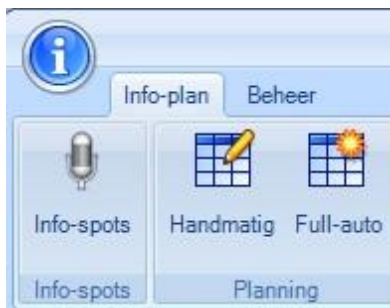 Info-plan Beheer
Info-spots Handmatig Full-auto
Info-spots Planning